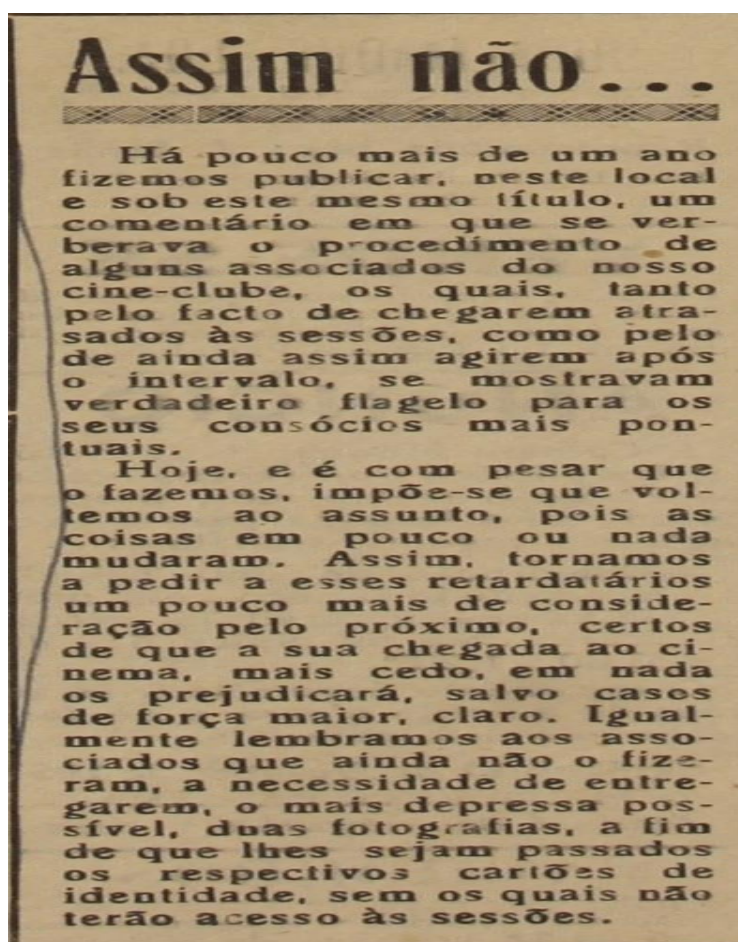 Assim não...
Há pouco mais de um ano
fizemos publicar, neste local
e sob este mesmo título, um
comentário em que se ver-
berava o procedimento de
alguns associados do nosso
cine-clube, os quais, tanto
pelo facto de chegarem atra-
sados às sessões, como pelo
de ainda assim agirem após
o intervalo, se mostravam
verdadeiro flagelo para os
seus consócios mais pon-
tuais.
Hoje, e é com pesar que
o fazemos, impõe-se que vol-
temos ao assunto, pois as
coisas em pouco ou nada
mudaram. Assim, tornamos
a pedir a esses retardatários
um pouco mais de conside-
ração pelo próximo, certos
de que a sua chegada ao ci-
nema, mais cedo, em nada
os prejudicará, salvo casos
de força maior, claro. Igual-
mente lembramos aos asso-
ciados que ainda não o fize-
ram, a necessidade de entre-
garem, o mais depressa pos-
sível, duas fotografias, a fim
de que lhes sejam passados
os respectivos cartões de
identidade, sem os quais não
terão acesso às sessões.